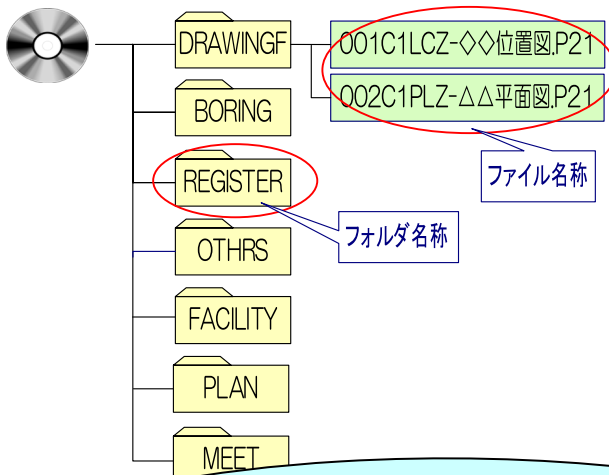 DRAWINGF
001C1LCZ-◇◇位置図.P21
002C1PLZ-△△平面図.P21
BORING
ファイル名称
REGISTER
フォルダ名称
OTHRS
FACILITY
PLAN
MEET